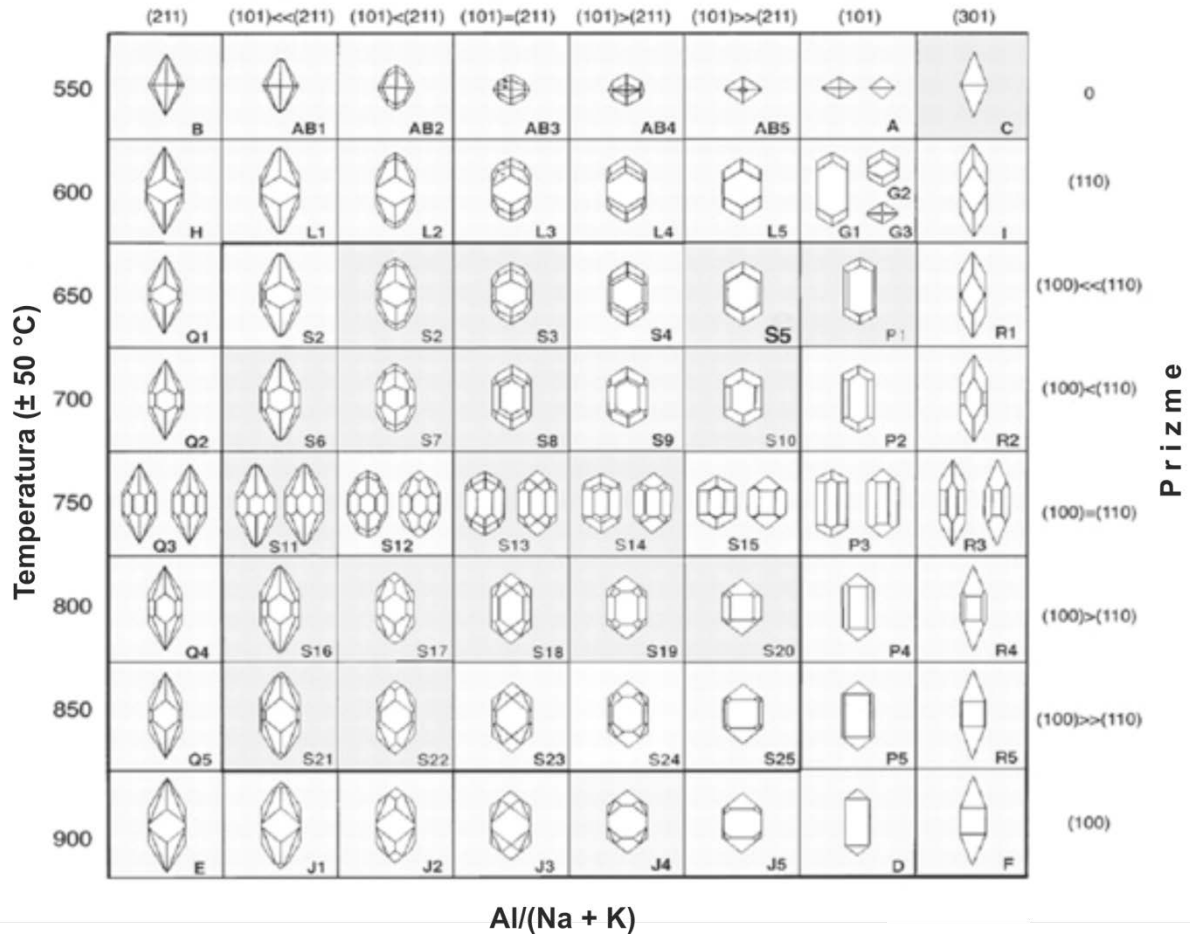 (211) (101)<<(211) (101)<(211) (101)=(211) (101)>(211) (101)>>(211) (101) (301)
550 B AB1 AB2 AB3 AB4 AB5 A C 0
600 H L1 L2 L3 L4 L5 G1 G2 G3 I (110)
650 Q1 S2 S2 S3 S4 S5 P1 R1 (100)<<(110)
700 Q2 S6 S7 S8 S9 S10 P2 R2 (100)<(110)
750 Q3 S11 S12 S13 S14 S15 P3 R3 (100)=(110)
800 Q4 S16 S17 S18 S19 S20 P4 R4 (100)>(110)
850 Q5 S21 S22 S23 S24 S25 P5 R5 (100)>>(110)
900 E J1 J2 J3 J4 J5 D F (100)
Temperatura (± 50 °C)
Prizme
Al/(Na + K)